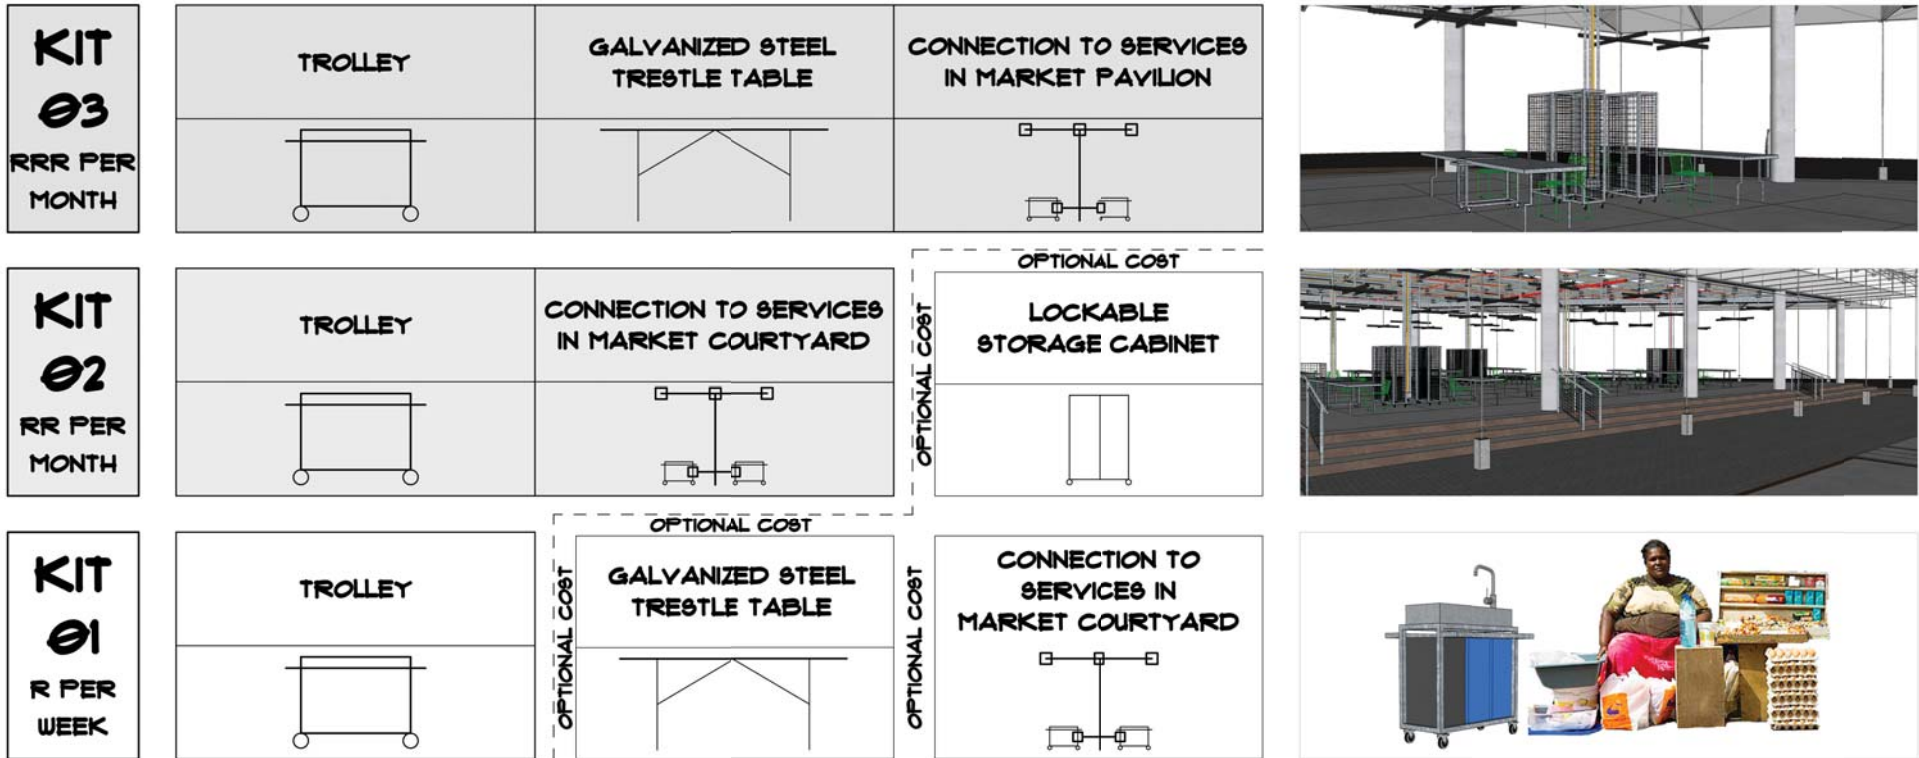 KIT
03
RRR PER
MONTH
TROLLEY
GALVANIZED STEEL
TRESTLE TABLE
CONNECTION TO SERVICES
IN MARKET PAVILION
KIT
02
RR PER
MONTH
TROLLEY
CONNECTION TO SERVICES
IN MARKET COURTYARD
OPTIONAL COST
OPTIONAL COST
LOCKABLE
STORAGE CABINET
KIT
01
R PER
WEEK
TROLLEY
OPTIONAL COST
OPTIONAL COST
GALVANIZED STEEL
TRESTLE TABLE
OPTIONAL COST
CONNECTION TO
SERVICES IN
MARKET COURTYARD